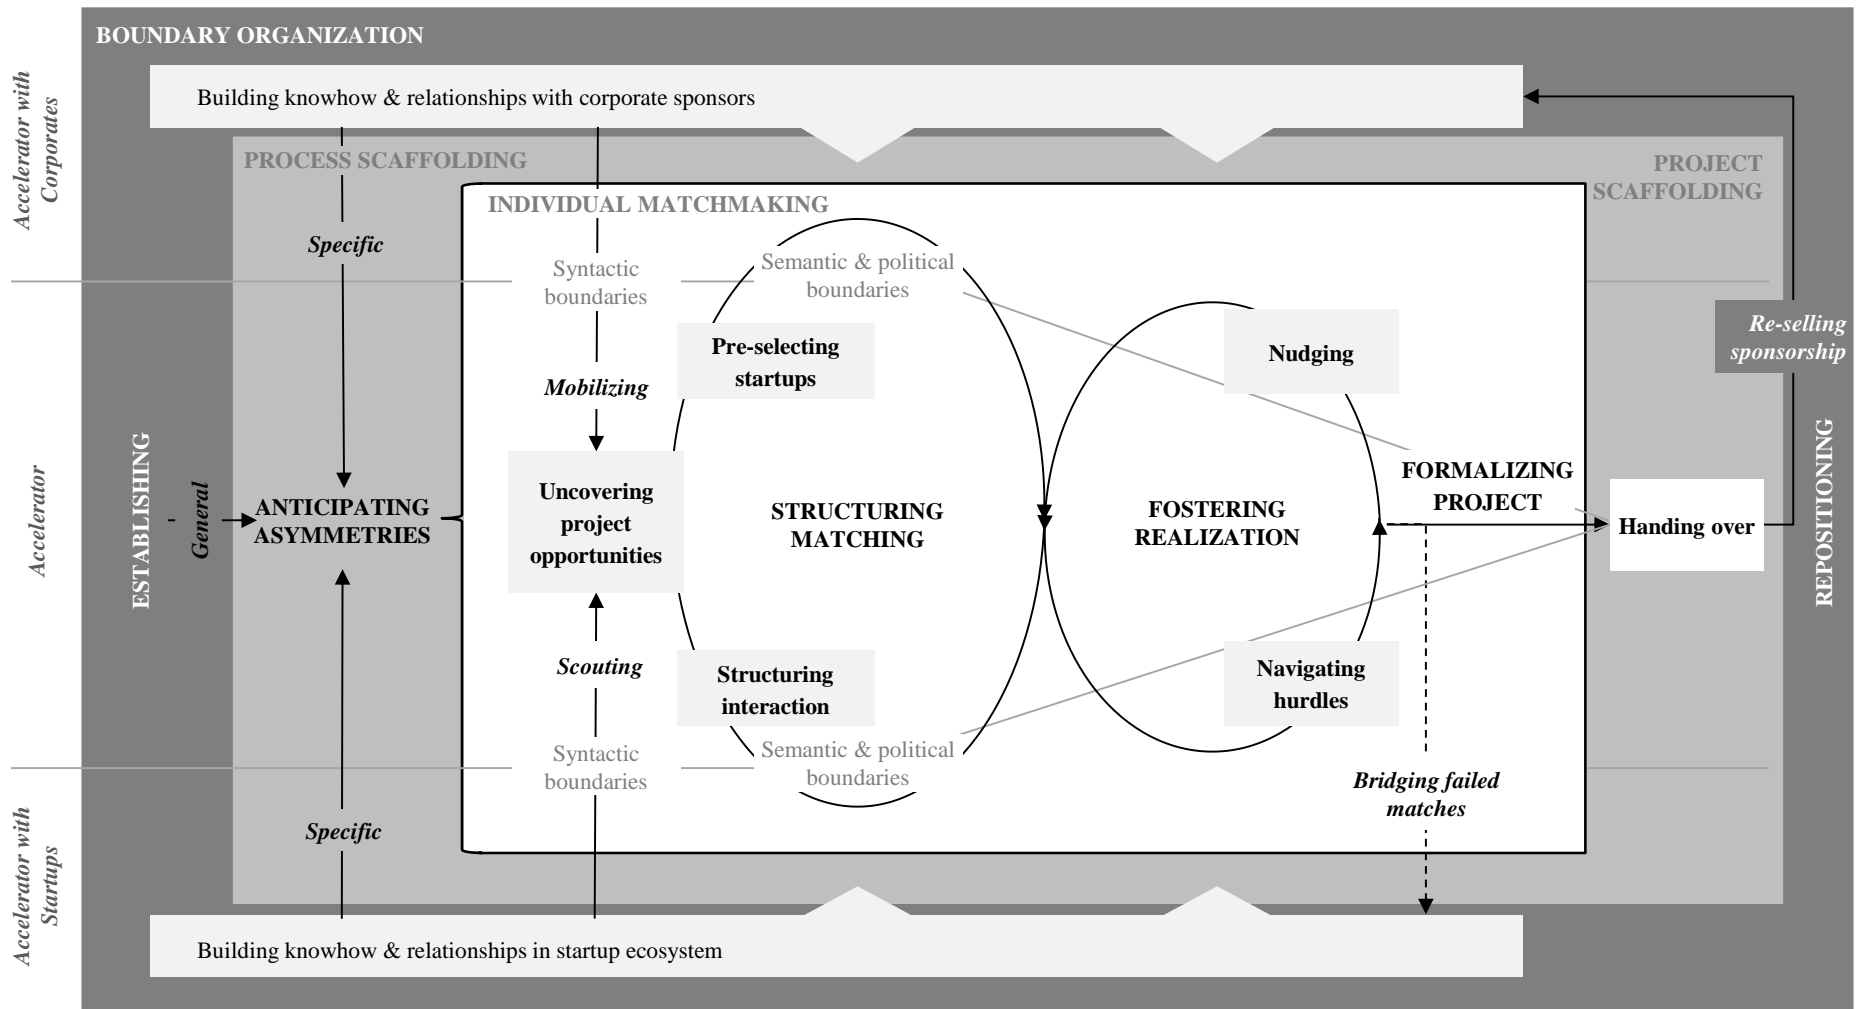 BOUNDARY ORGANIZATION
Accelerator with
Corporates
Building knowhow & relationships with corporate sponsors
PROCESS SCAFFOLDING
PROJECT
SCAFFOLDING
INDIVIDUAL MATCHMAKING
Specific
Syntactic
boundaries
Semantic & political
boundaries
Pre-selecting
startups
Nudging
Re-selling
sponsorship
Mobilizing
Accelerator
ESTABLISHING
General
ANTICIPATING
ASYMMETRIES
Uncovering
project
opportunities
STRUCTURING
MATCHING
FOSTERING
REALIZATION
FORMALIZING
PROJECT
Handing over
REPOSITIONING
Scouting
Structuring
interaction
Navigating
hurdles
Syntactic
boundaries
Semantic & political
boundaries
Bridging failed
matches
Specific
Accelerator with
Startups
Building knowhow & relationships in startup ecosystem